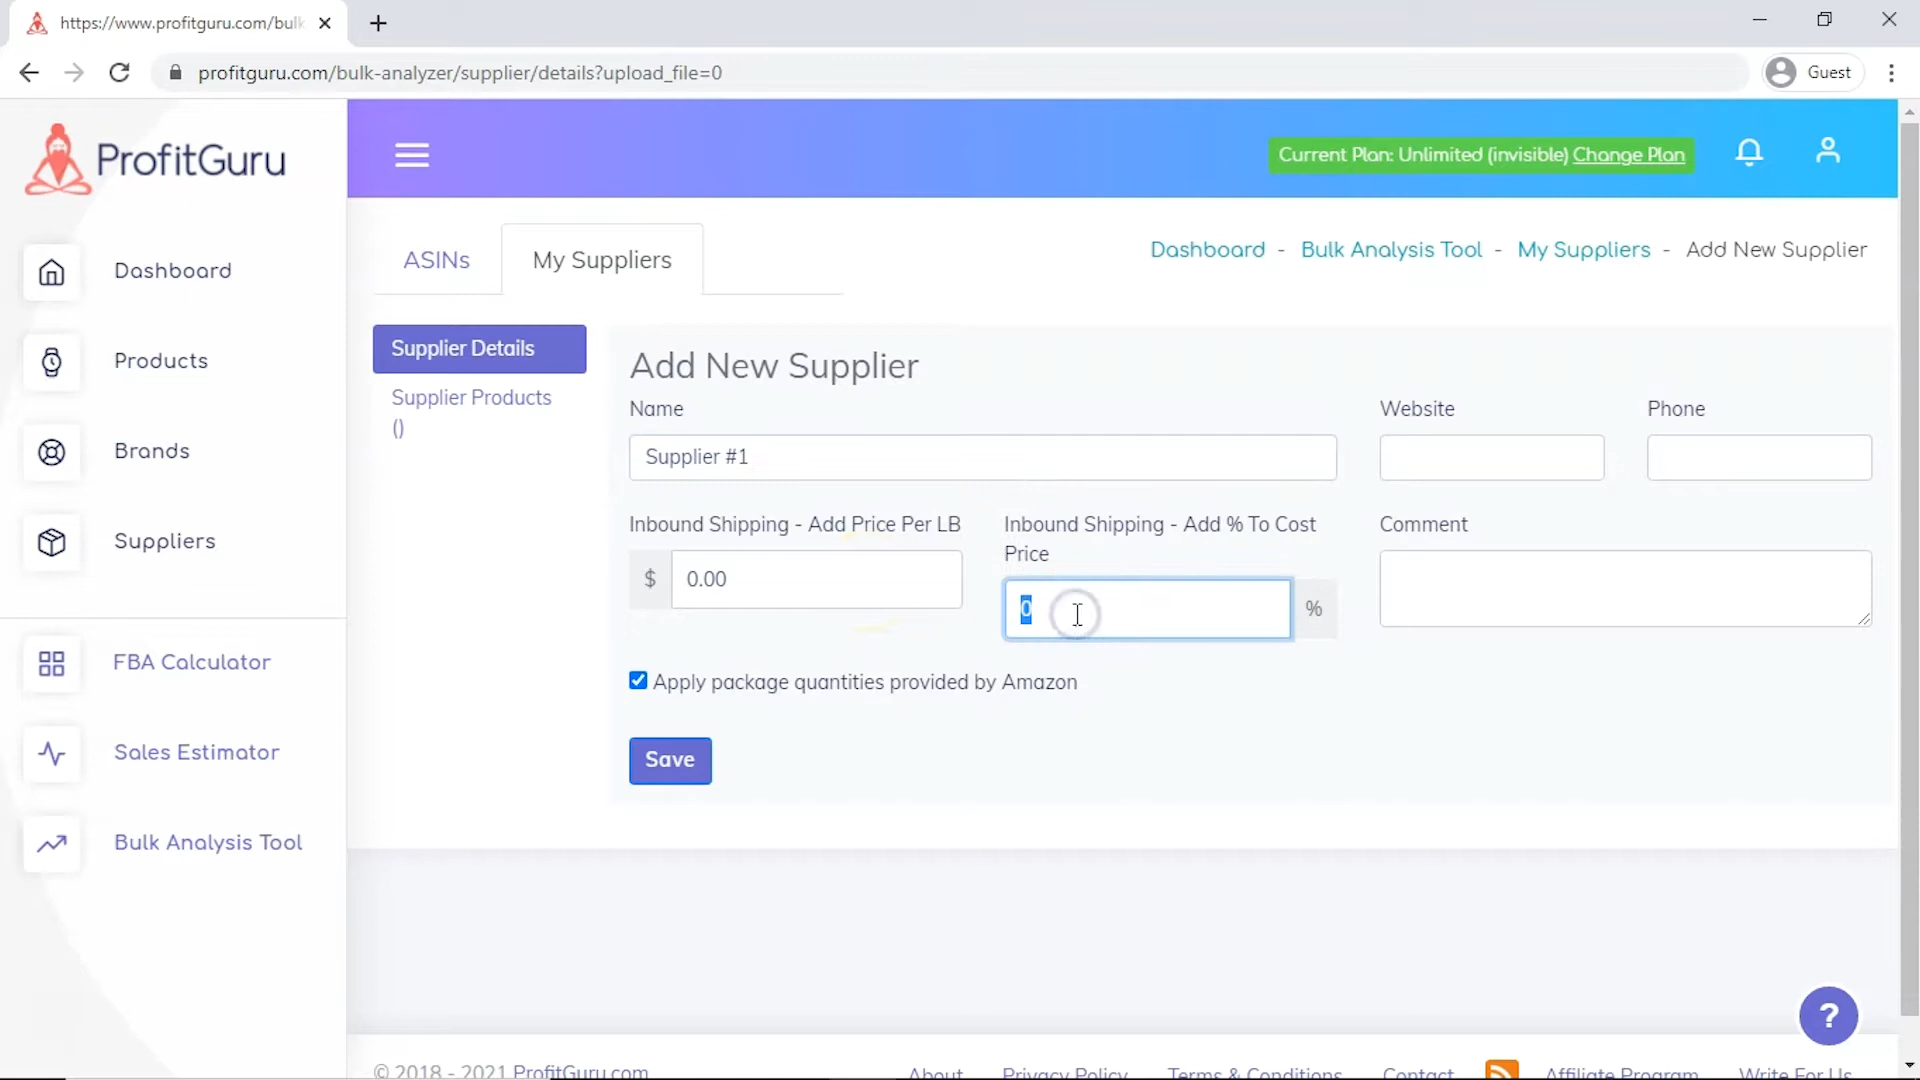 https://www.profitguru.com/bulk
profitguru.com/bulk-analyzer/supplier/details?upload_file=0
Guest
ProfitGuru
Current Plan: Unlimited (invisible) Change Plan
Dashboard
Products
Brands
Suppliers
FBA Calculator
Sales Estimator
Bulk Analysis Tool
ASINs
My Suppliers
Dashboard - Bulk Analysis Tool - My Suppliers - Add New Supplier
Supplier Details
Supplier Products
()
Add New Supplier
Name
Website
Phone
Supplier #1
Inbound Shipping - Add Price Per LB
Inbound Shipping - Add % To Cost
Price
Comment
$ 0.00
0 %
Apply package quantities provided by Amazon
Save
?
© 2018 - 2021 ProfitGuru.com
About Privacy Policy Terms & Conditions Contact Affiliate Program Write For Us